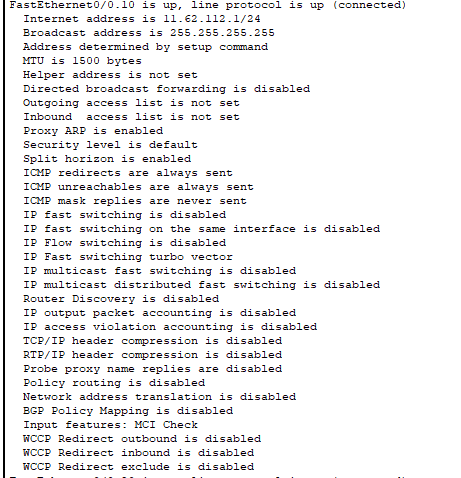 FastEthernet0/0.10 is up, line protocol is up (connected)
Internet address is 11.62.112.1/24
Broadcast address is 255.255.255.255
Address determined by setup command
MTU is 1500 bytes
Helper address is not set
Directed broadcast forwarding is disabled
Outgoing access list is not set
Inbound  access list is not set
Proxy ARP is enabled
Security level is default
Split horizon is enabled
ICMP redirects are always sent
ICMP unreachables are always sent
ICMP mask replies are never sent
IP fast switching is disabled
IP fast switching on the same interface is disabled
IP Flow switching is disabled
IP Fast switching turbo vector
IP multicast fast switching is disabled
IP multicast distributed fast switching is disabled
Router Discovery is disabled
IP output packet accounting is disabled
IP access violation accounting is disabled
TCP/IP header compression is disabled
RTP/IP header compression is disabled
Probe proxy name replies are disabled
Policy routing is disabled
Network address translation is disabled
BGP Policy Mapping is disabled
Input features: MCI Check
WCCP Redirect outbound is disabled
WCCP Redirect inbound is disabled
WCCP Redirect exclude is disabled